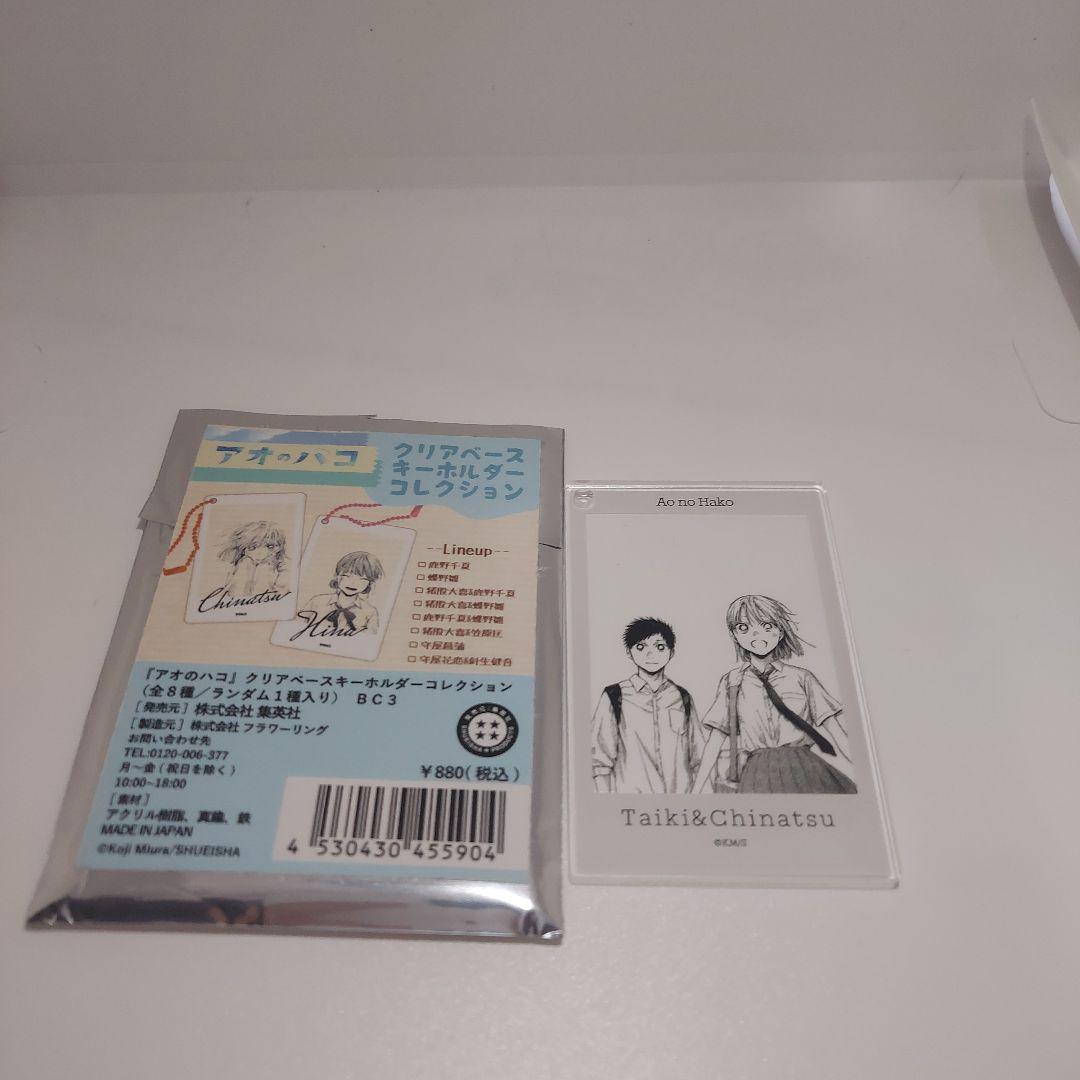 アオのハコ
クリアベース
キーホルダー
コレクション
Chinatsu
Hina
--Lineup--
□鹿野千夏
□蝶野雛
□猪股大喜&鹿野千夏
□猪股大喜&蝶野雛
□鹿野千夏&蝶野雛
□猪股大喜&笠原匡
□守屋菖蒲
□守屋花恋&針生健吾
『アオのハコ』クリアベースキーホルダーコレクション
(全8種/ランダム1種入り) BC3
[発売元] 株式会社 集英社
[製造元] 株式会社 フラワーリング
お問い合わせ先
TEL:0120-006-377
月~金(祝日を除く)
10:00~18:00
[素材]
アクリル樹脂、真鍮、鉄
MADE IN JAPAN
©Koji Miura/SHUEISHA
¥880(税込)
4 530430 455904
Ao no Hako
Taiki&Chinatsu
©KM/S